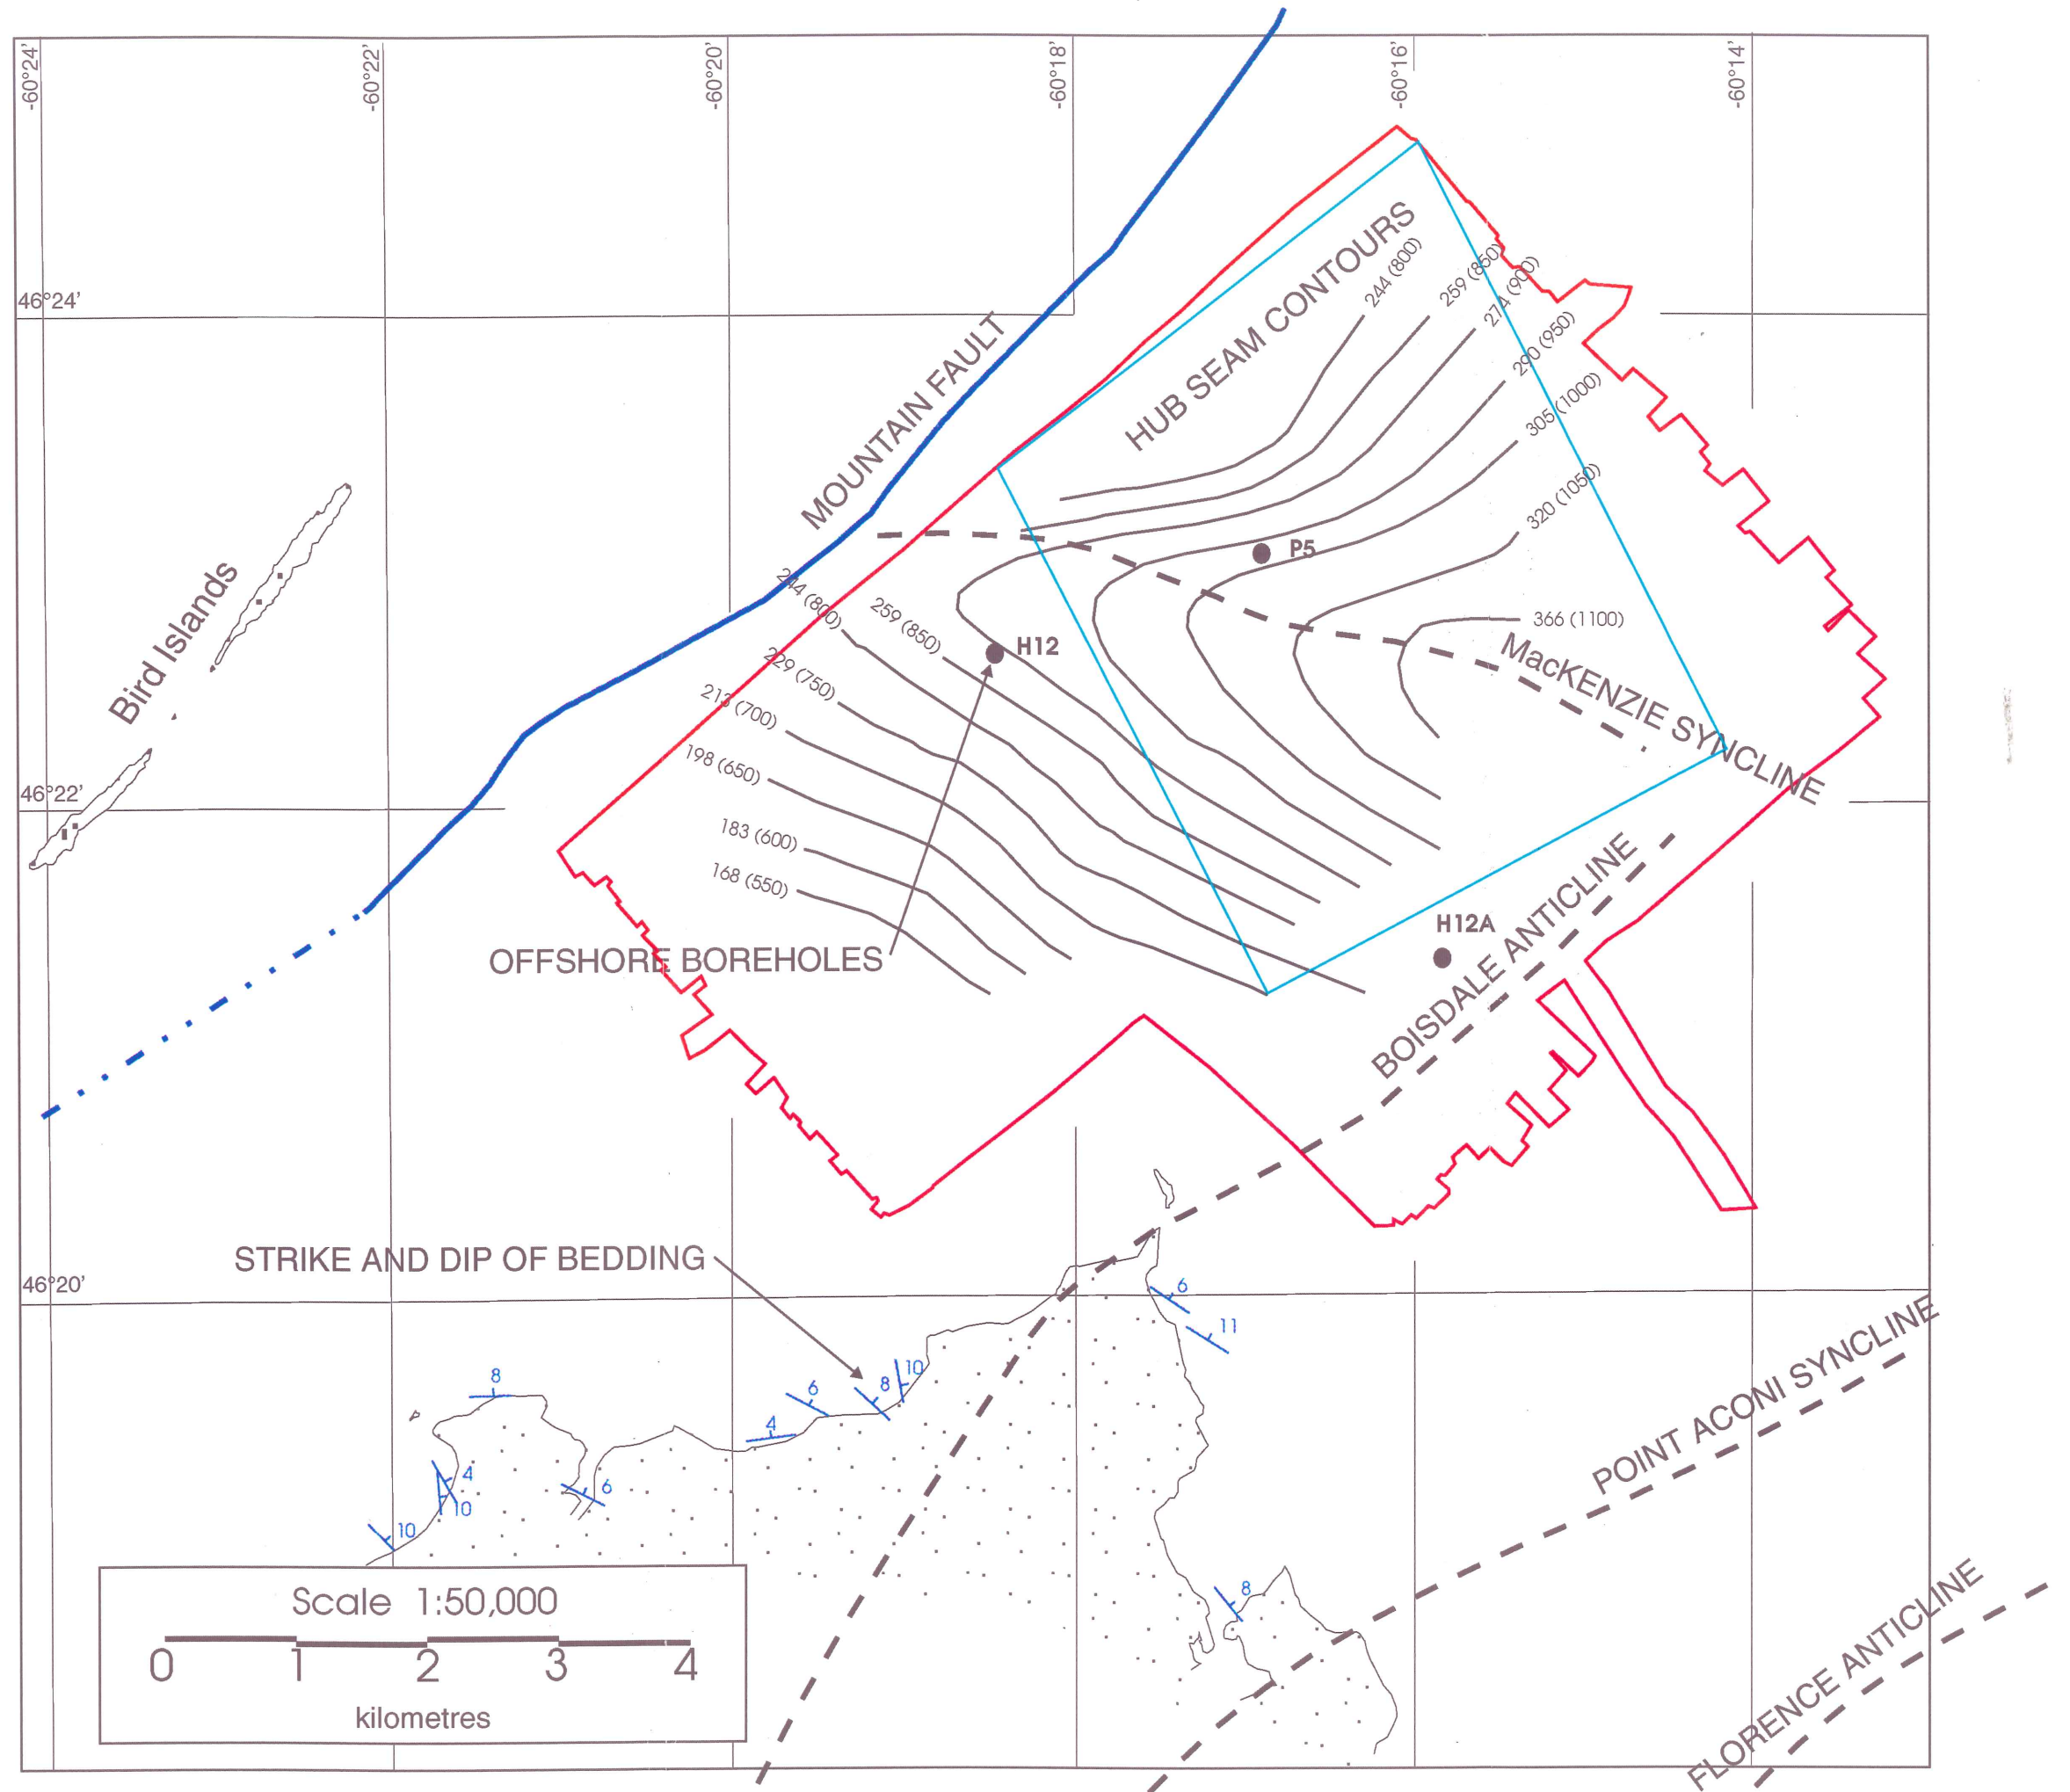 -60°24'
-60°22'
-60°20'
-60°18'
-60°16'
-60°14'
46°24'
46°22'
46°20'
HUB SEAM CONTOURS
244 (800)
259 (850)
274 (900)
290 (950)
305 (1000)
320 (1050)
366 (1100)
MOUNTAIN FAULT
Bird Islands
P5
H12
244 (800)
259 (850)
229 (750)
213 (700)
198 (650)
183 (600)
168 (550)
MacKENZIE SYNCLINE
OFFSHORE BOREHOLES
H12A
BOISDALE ANTICLINE
STRIKE AND DIP OF BEDDING
6
11
8
10
6
8
4
4
10
6
10
8
POINT ACONI SYNCLINE
FLORENCE ANTICLINE
Scale 1:50,000
0 1 2 3 4
kilometres